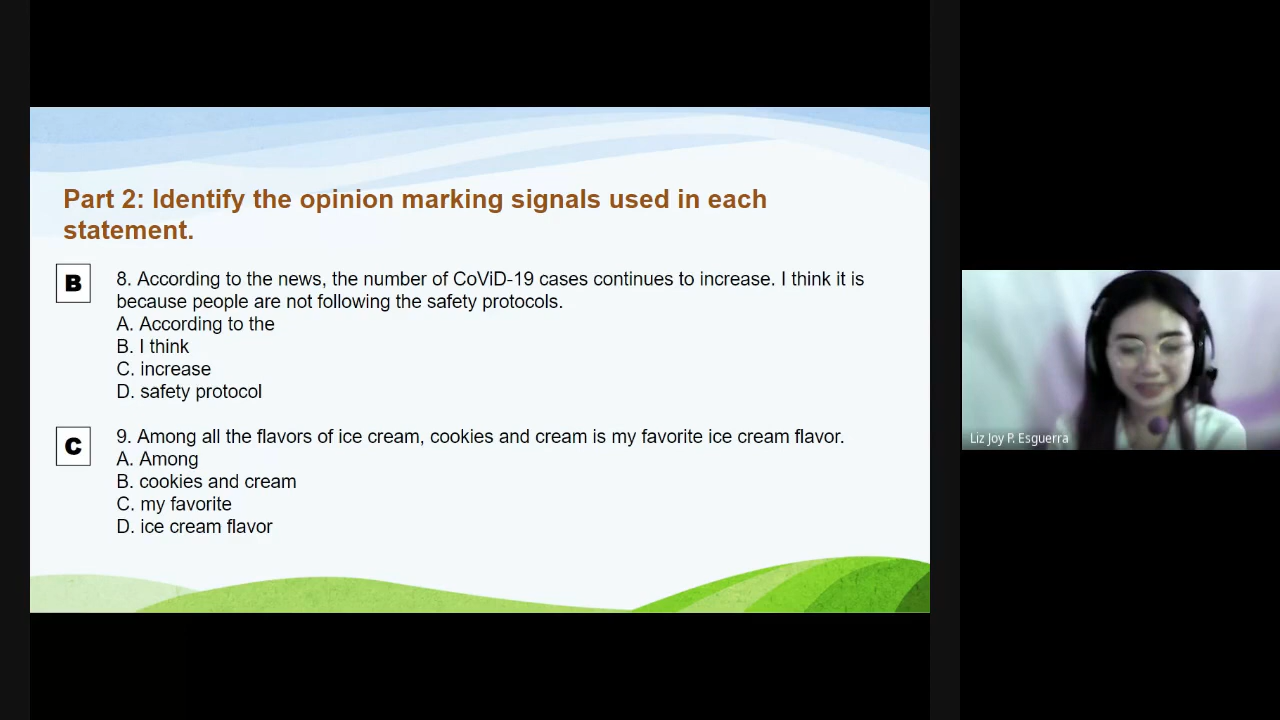 Part 2: Identify the opinion marking signals used in each
statement.
B
8. According to the news, the number of CoViD-19 cases continues to increase. I think it is
because people are not following the safety protocols.
A. According to the
B. I think
C. increase
D. safety protocol
C
9. Among all the flavors of ice cream, cookies and cream is my favorite ice cream flavor.
A. Among
B. cookies and cream
C. my favorite
D. ice cream flavor
Liz Joy P. Esguerra